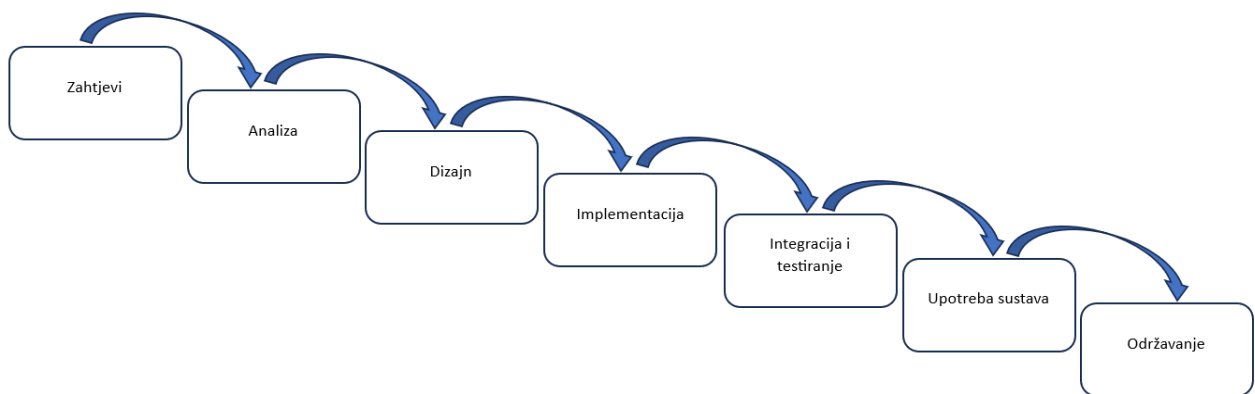 Zahtjevi
Analiza
Dizajn
Implementacija
Integracija i
testiranje
Upotreba sustava
Održavanje